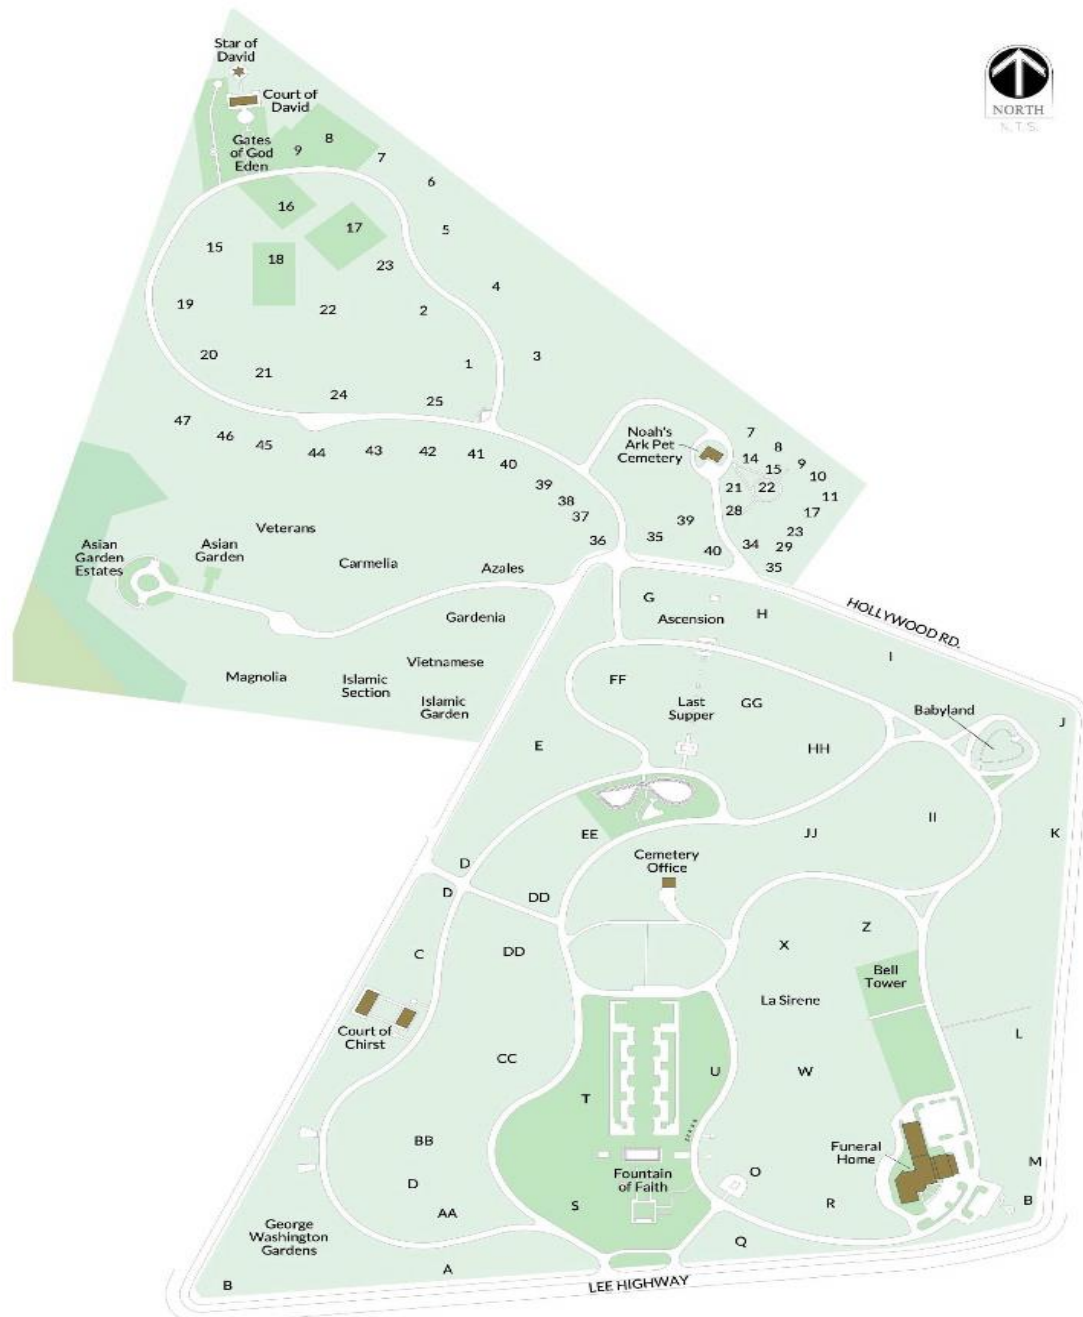 Star of
David
NORTH
N.T.S.
Court of
David
Gates
of God
Eden
9
8
7
6
16
17
5
15
18
23
4
19
22
2
20
21
1
3
24
25
47
46
45
44
43
42
41
40
39
38
37
36
Noah's
Ark Pet
Cemetery
7
8
14
15
9
10
21
22
11
28
17
39
23
35
40
34
29
35
Veterans
Asian
Garden
Estates
Asian
Garden
Carmelia
Azales
Gardenia
Vietnamese
Magnolia
Islamic
Section
Islamic
Garden
HOLLYWOOD RD.
G
Ascension
H
I
FF
Last
Supper
GG
Babyland
J
E
HH
II
K
EE
JJ
D
Cemetery
Office
D
DD
C
DD
X
Z
Bell
Tower
La Sirene
Court of
Chirst
L
CC
U
W
T
BB
Funeral
Home
M
D
Fountain
of Faith
O
S
R
B
AA
George
Washington
Gardens
Q
A
B
LEE HIGHWAY